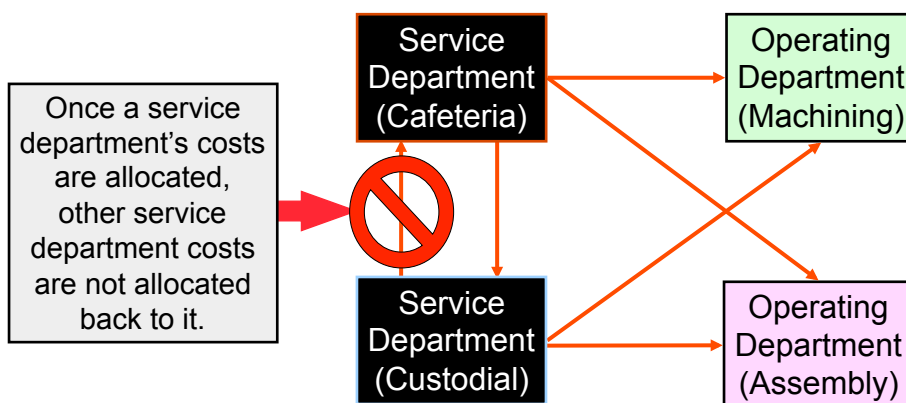 Once a service
department’s costs
are allocated,
other service
department costs
are not allocated
back to it.
Service
Department
(Cafeteria)
Operating
Department
(Machining)
Service
Department
(Custodial)
Operating
Department
(Assembly)